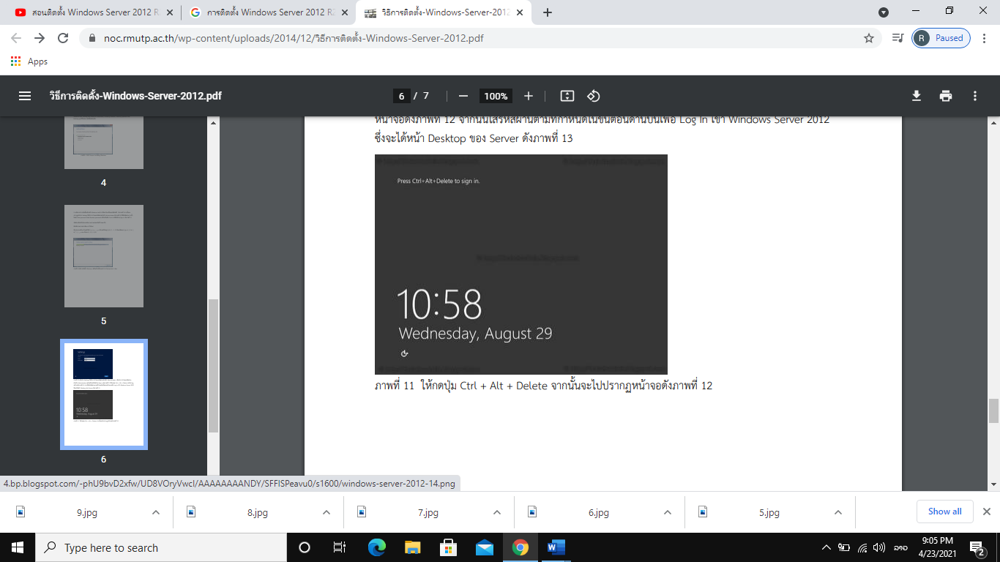 สอนติดตั้ง Windows Server 2012 R
การติดตั้ง Windows Server 2012 R2
วิธีการติดตั้ง-Windows-Server-2012
noc.rmutp.ac.th/wp-content/uploads/2014/12/วิธีการติดตั้ง-Windows-Server-2012.pdf
R Paused
Apps
วิธีการติดตั้ง-Windows-Server-2012.pdf
6 / 7
100%
4
5
10:58
6
หน้าจอดังภาพที่ 12 จากนั้นใส่รหัสผ่านตามที่กำหนดในขั้นตอนด้านบนเพื่อ Log In เข้า Windows Server 2012
ซึ่งจะได้หน้า Desktop ของ Server ดังภาพที่ 13
Press Ctrl+Alt+Delete to sign in.
10:58
Wednesday, August 29
ภาพที่ 11 ให้กดปุ่ม Ctrl + Alt + Delete จากนั้นจะไปปรากฏหน้าจอดังภาพที่ 12
4.bp.blogspot.com/-phU9bvD2xfw/UD8VOryVwcI/AAAAAAAANDY/SFFISPeavu0/s1600/windows-server-2012-14.png
9.jpg
8.jpg
7.jpg
6.jpg
5.jpg
Show all
Type here to search
ລາວ
9:05 PM
4/23/2021
2